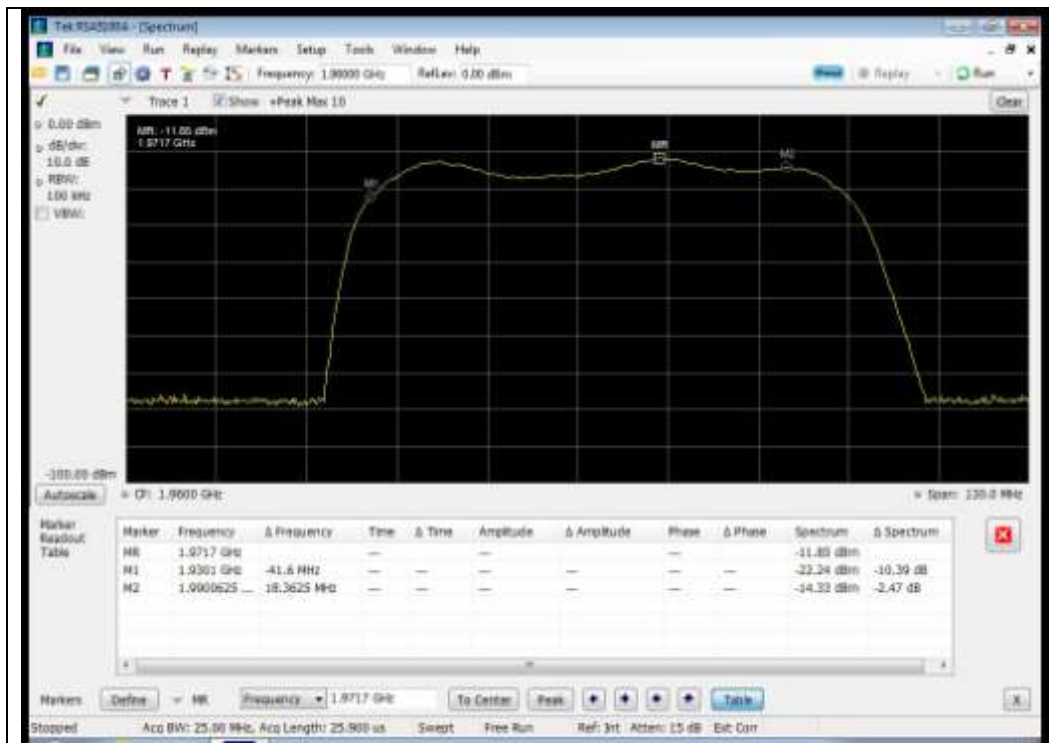 Tek RSA5100A - [Spectrum]
File View Run Replay Markers Setup Tools Window Help
Frequency: 1.96000 GHz RefLev: 0.00 dBm Replay Run
Trace 1 Show +Peak Max 10 Clear
0.00 dBm
dB/div:
10.0 dB
RBW:
100 kHz
VBW:
MR: -11.85 dBm
1.9717 GHz
M1
MR
M2
-100.00 dBm
Autoscale CF: 1.9600 GHz Span: 130.0 MHz
Marker Readout Table
Marker Frequency Δ Frequency Time Δ Time Amplitude Δ Amplitude Phase Δ Phase Spectrum Δ Spectrum
MR 1.9717 GHz --- --- --- -11.85 dBm
M1 1.9301 GHz -41.6 MHz --- --- --- --- --- --- -22.24 dBm -10.39 dB
M2 1.9900625 ... 18.3625 MHz --- --- --- --- --- --- -14.33 dBm -2.47 dB
Markers Define MR Frequency 1.9717 GHz To Center Peak Table X
Stopped Acq BW: 25.00 MHz, Acq Length: 25.900 us Swept Free Run Ref: Int Atten: 15 dB Ext Corr